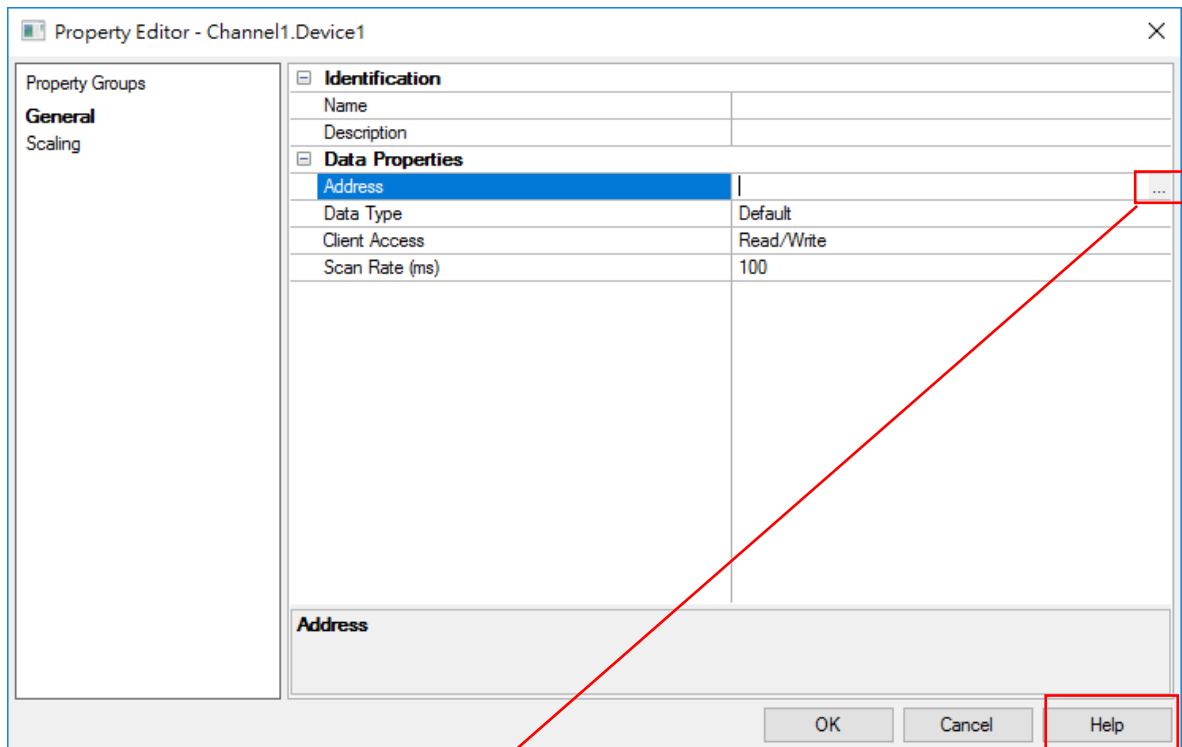 Property Editor - Channel1.Device1
Property Groups
General
Scaling
Identification
Name
Description
Data Properties
Address ...
Data Type Default
Client Access Read/Write
Scan Rate (ms) 100
Address
OK Cancel Help